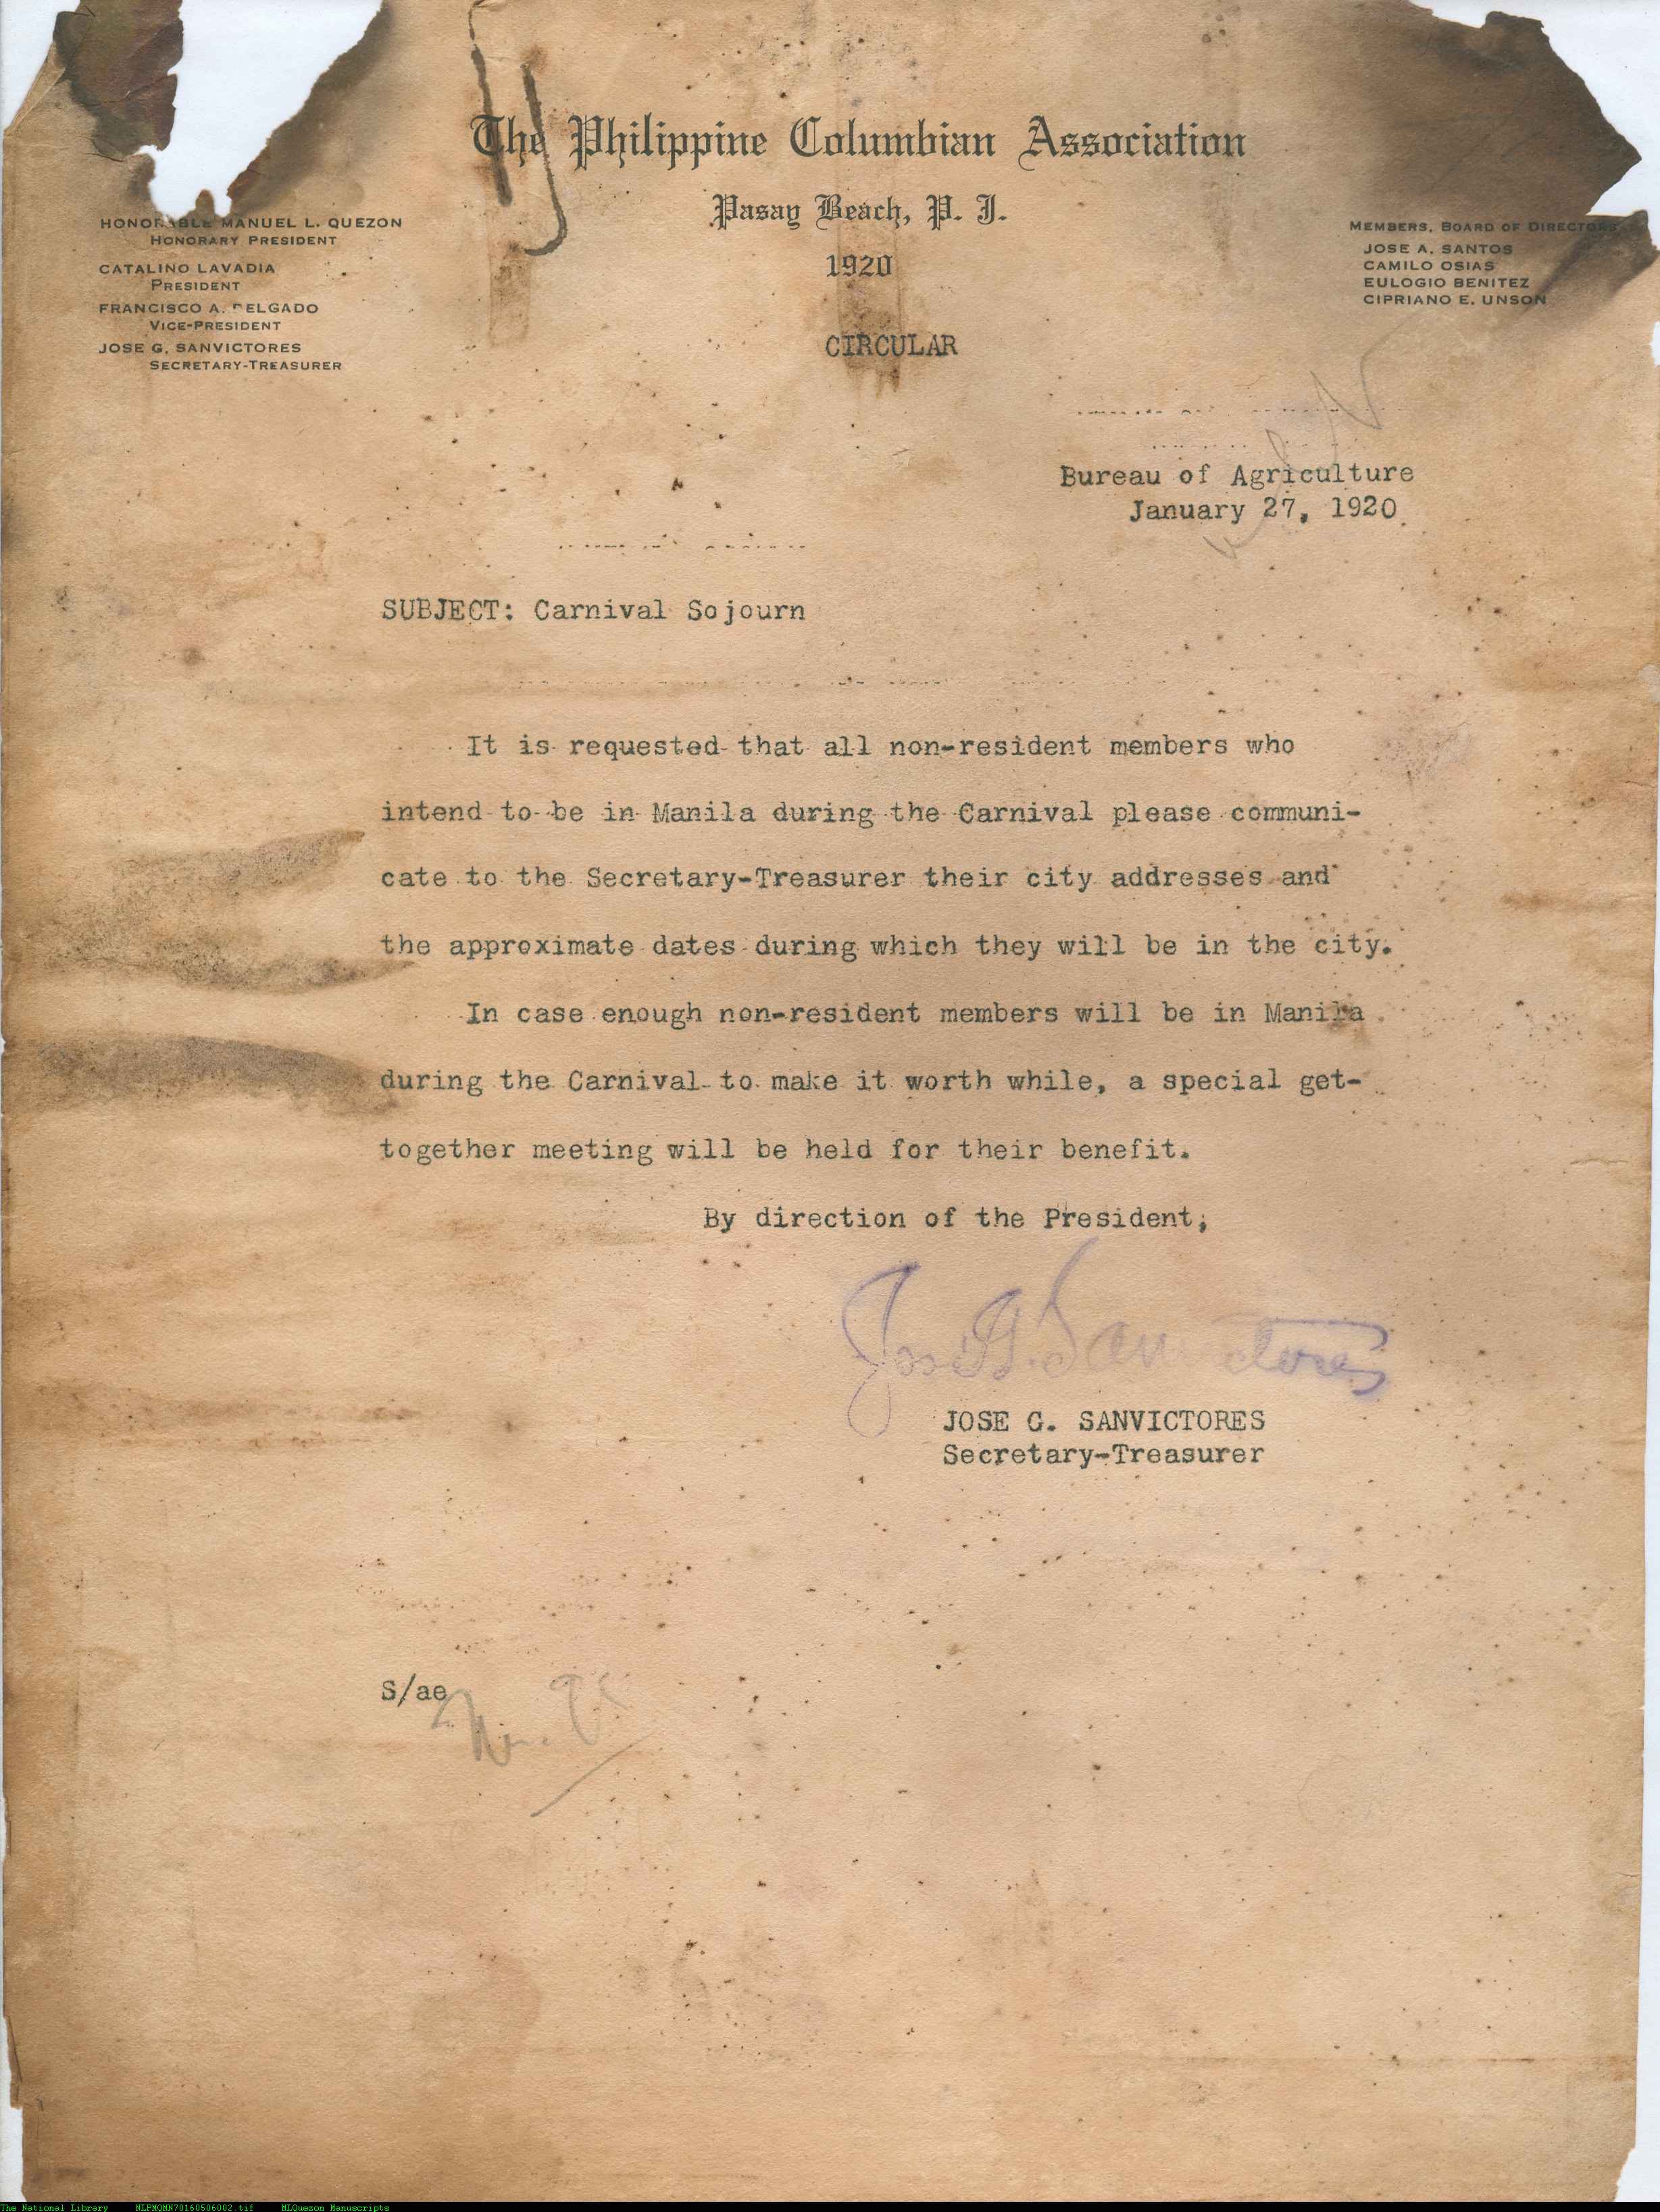 The Philippine Columbian Association
Pasay Beach, P. I.
1920
HONORABLE MANUEL L. QUEZON
HONORARY PRESIDENT
CATALINO LAVADIA
PRESIDENT
FRANCISCO A. DELGADO
VICE-PRESIDENT
JOSE G. SANVICTORES
SECRETARY-TREASURER
MEMBERS, BOARD OF DIRECTORS
JOSE A. SANTOS
CAMILO OSIAS
EULOGIO BENITEZ
CIPRIANO E. UNSON
CIRCULAR
Bureau of Agriculture
January 27, 1920
SUBJECT: Carnival Sojourn
It is requested that all non-resident members who
intend to be in Manila during the Carnival please communi-
cate to the Secretary-Treasurer their city addresses and
the approximate dates during which they will be in the city.
In case enough non-resident members will be in Manila
during the Carnival to make it worth while, a special get-
together meeting will be held for their benefit.
By direction of the President,
Jose G. Sanvictores
JOSE G. SANVICTORES
Secretary-Treasurer
S/ae
The National Library NLPMQMN70160506002.tif MLQuezon Manuscripts